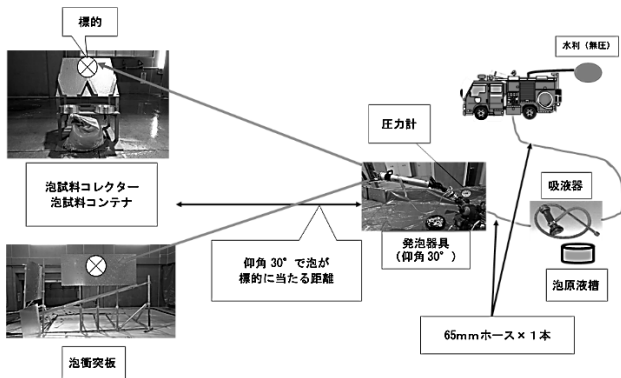 標的
水利（無圧）
圧力計
泡試料コレクター
泡試料コンテナ
吸液器
発泡器具
（仰角30°）
仰角 30°で泡が
標的に当たる距離
泡原液槽
65mmホース×1本
泡衝突板